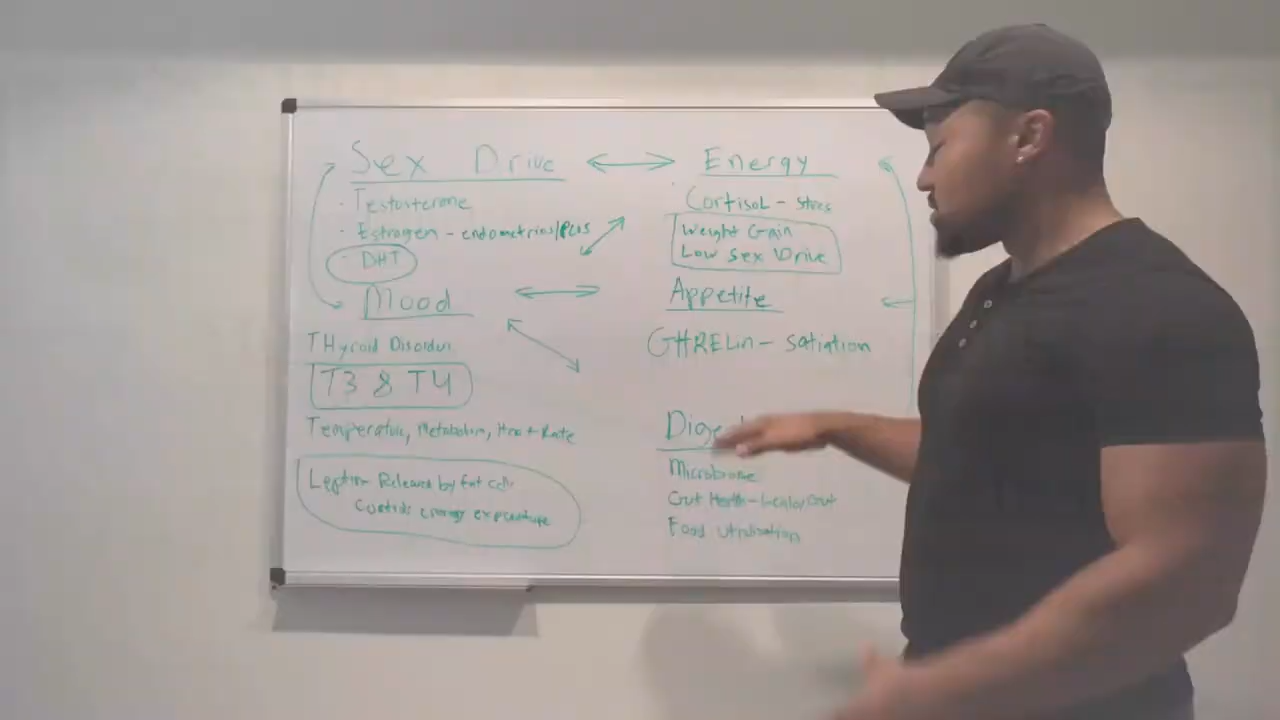 Sex Drive
Testosterone
Estrogen - endometrios/PCOS
DHT
Mood
THyroid Disorder
T3 & T4
Temperature, Metabolism, Heart Rate
Leptin - Released by fat cells
Controls energy expenditure
Energy
Cortisol - stress
Weight Gain
Low Sex Drive
Appetite
GHRELin - Satiation
Microbiome
Gut Health - Leaky Gut
Food utilisation